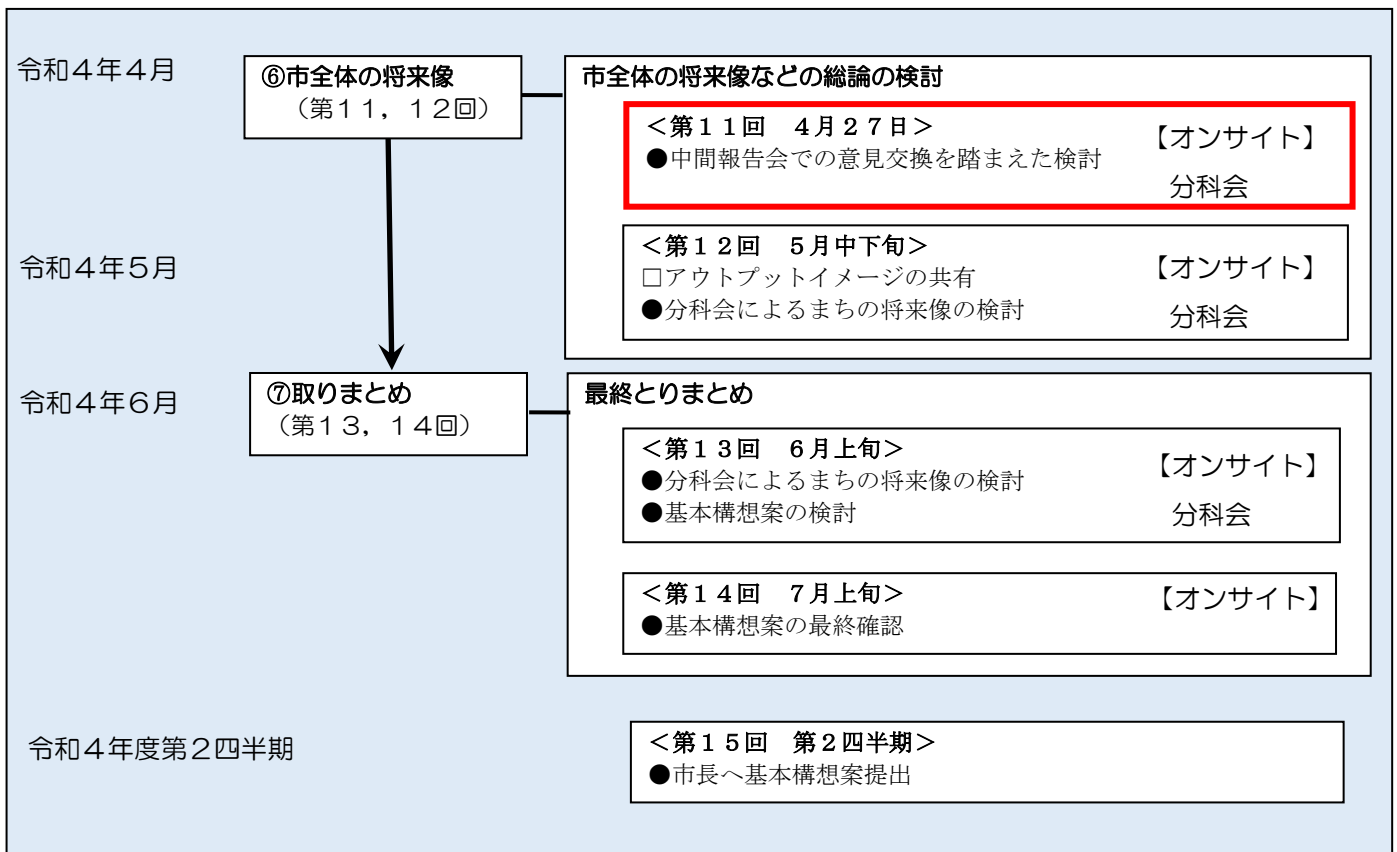 令和４年４月
⑥市全体の将来像
（第１１，１２回）
市全体の将来像などの総論の検討
＜第１１回　４月２７日＞
【オンサイト】
●中間報告会での意見交換を踏まえた検討
分科会
令和４年５月
＜第１２回　５月中下旬＞
【オンサイト】
□アウトプットイメージの共有
●分科会によるまちの将来像の検討
分科会
令和４年６月
⑦取りまとめ
（第１３，１４回）
最終とりまとめ
＜第１３回　６月上旬＞
【オンサイト】
●分科会によるまちの将来像の検討
●基本構想案の検討
分科会
＜第１４回　７月上旬＞
【オンサイト】
●基本構想案の最終確認
令和４年度第２四半期
＜第１５回　第２四半期＞
●市長へ基本構想案提出